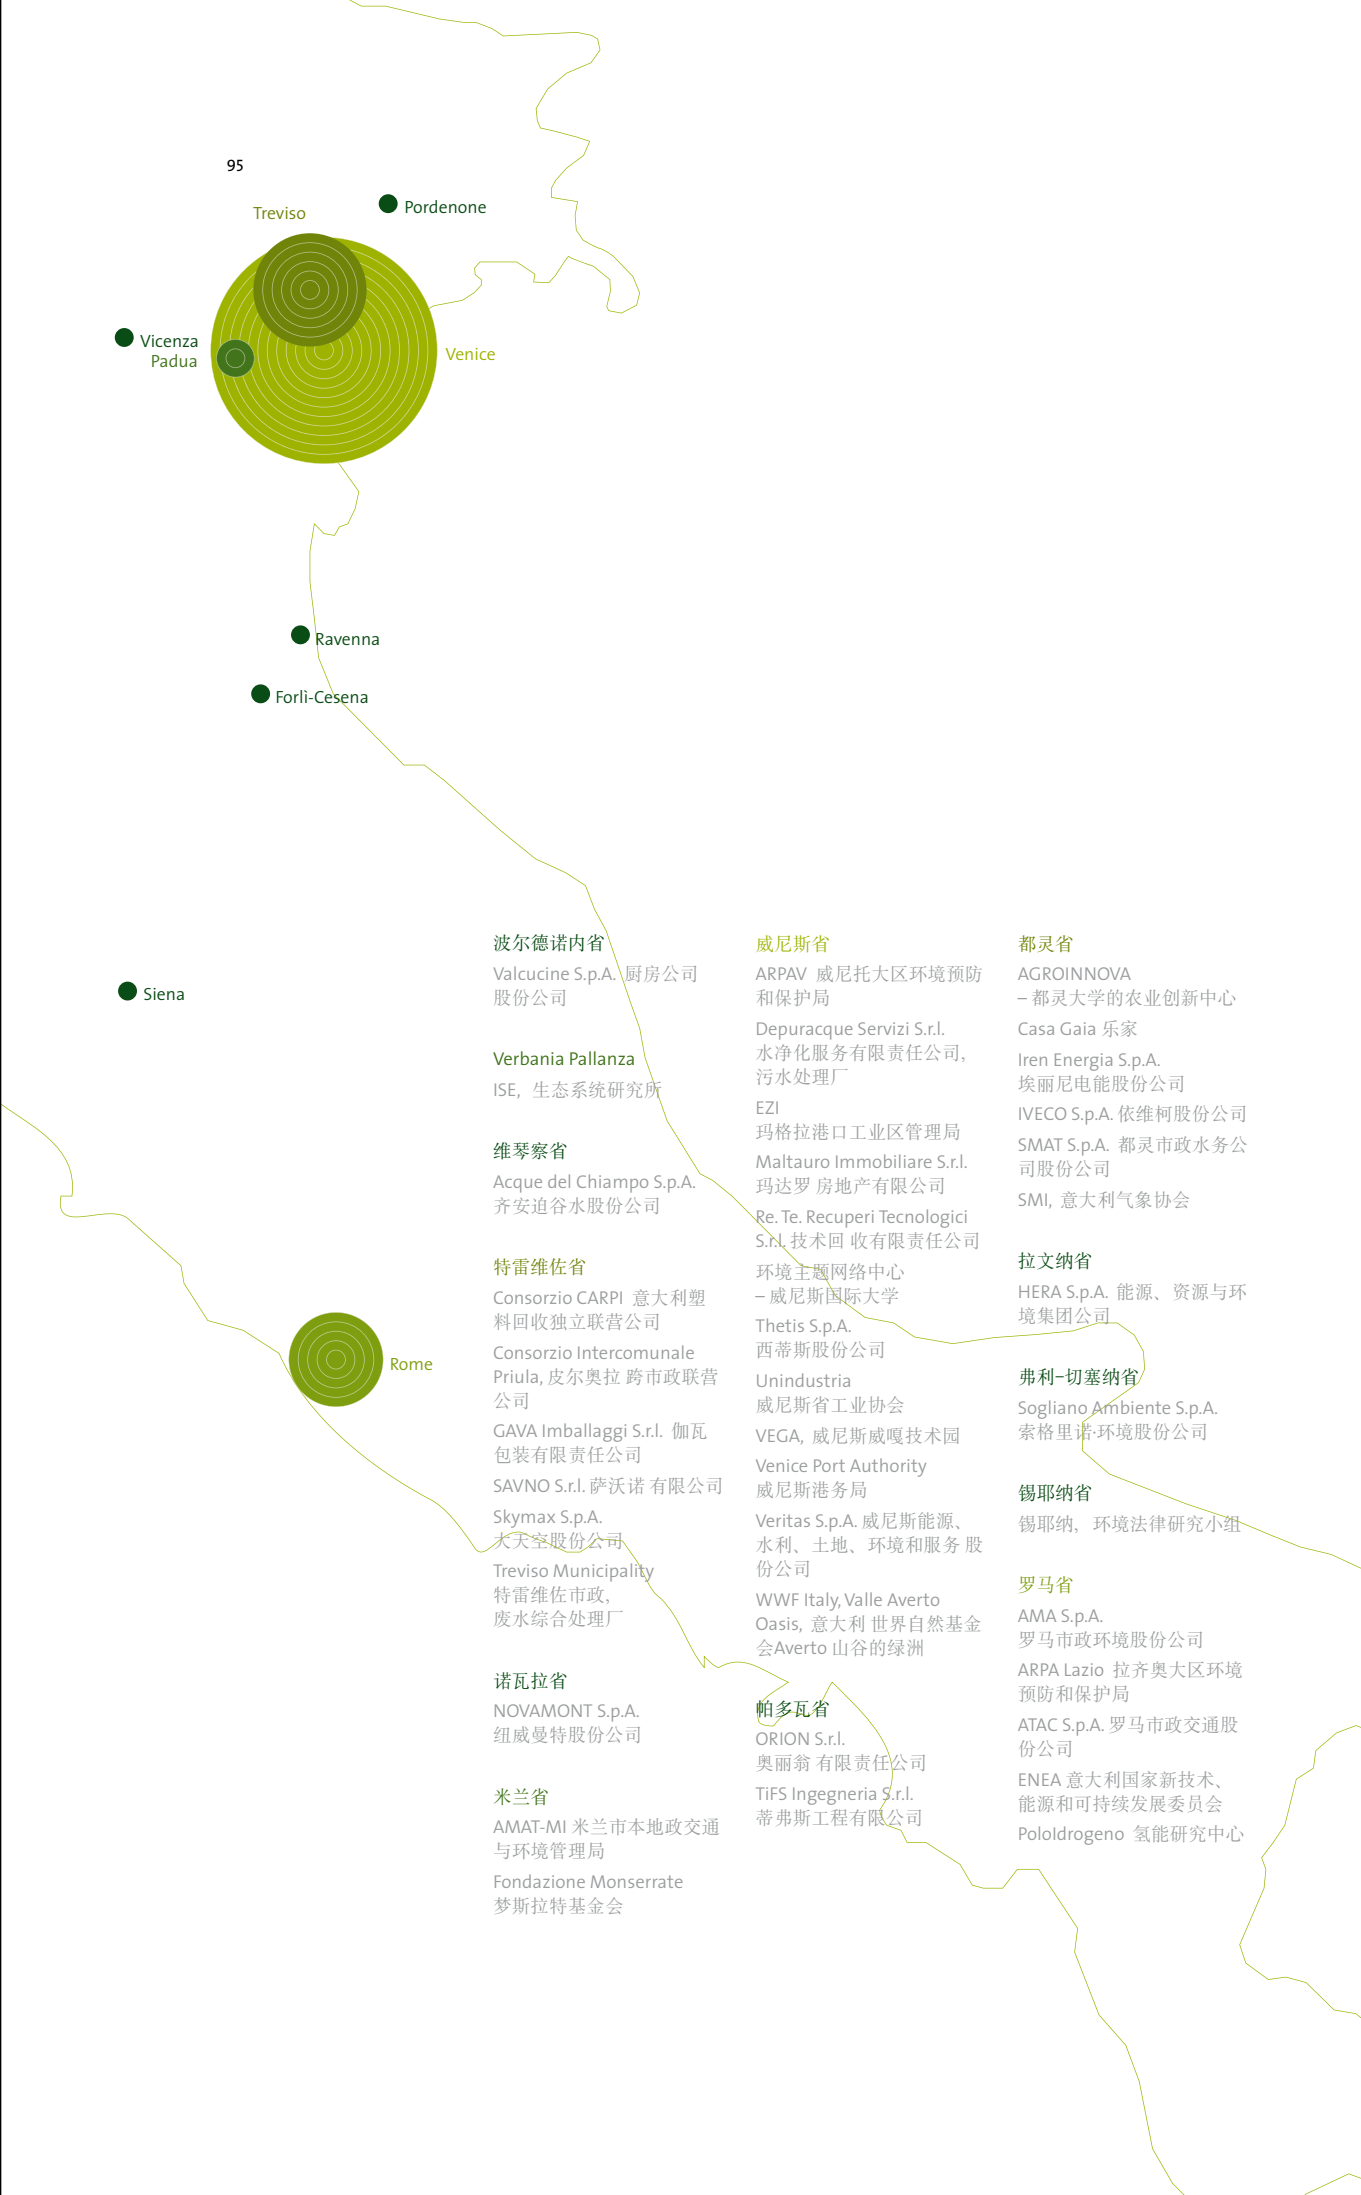 95
Treviso
Pordenone
Vicenza
Padua
Venice
Ravenna
Forlì-Cesena
Siena
Rome
波尔德诺内省
Valcucine S.p.A. 厨房公司
股份公司
Verbania Pallanza
ISE, 生态系统研究所
维琴察省
Acque del Chiampo S.p.A.
齐安迫谷水股份公司
特雷维佐省
Consorzio CARPI 意大利塑
料回收独立联营公司
Consorzio Intercomunale
Priula, 皮尔奥拉 跨市政联营
公司
GAVA Imballaggi S.r.l. 伽瓦
包装有限责任公司
SAVNO S.r.l. 萨沃诺 有限公司
Skymax S.p.A.
大天空股份公司
Treviso Municipality
特雷维佐市政,
废水综合处理厂
诺瓦拉省
NOVAMONT S.p.A.
纽威曼特股份公司
米兰省
AMAT-MI 米兰市本地政交通
与环境管理局
Fondazione Monserrate
梦斯拉特基金会
威尼斯省
ARPAV 威尼托大区环境预防
和保护局
Depuracque Servizi S.r.l.
水净化服务有限责任公司,
污水处理厂
EZI
玛格拉港口工业区管理局
Maltauro Immobiliare S.r.l.
玛达罗 房地产有限公司
Re. Te. Recuperi Tecnologici
S.r.l. 技术回 收有限责任公司
环境主题网络中心
– 威尼斯国际大学
Thetis S.p.A.
西蒂斯股份公司
Unindustria
威尼斯省工业协会
VEGA, 威尼斯威嘎技术园
Venice Port Authority
威尼斯港务局
Veritas S.p.A. 威尼斯能源、
水利、土地、环境和服务 股
份公司
WWF Italy, Valle Averto
Oasis, 意大利 世界自然基金
会Averto 山谷的绿洲
帕多瓦省
ORION S.r.l.
奥丽翁 有限责任公司
TiFS Ingegneria S.r.l.
蒂弗斯工程有限公司
都灵省
AGROINNOVA
– 都灵大学的农业创新中心
Casa Gaia 乐家
Iren Energia S.p.A.
埃丽尼电能股份公司
IVECO S.p.A. 依维柯股份公司
SMAT S.p.A. 都灵市政水务公
司股份公司
SMI, 意大利气象协会
拉文纳省
HERA S.p.A. 能源、资源与环
境集团公司
弗利–切塞纳省
Sogliano Ambiente S.p.A.
索格里诺·环境股份公司
锡耶纳省
锡耶纳, 环境法律研究小组
罗马省
AMA S.p.A.
罗马市政环境股份公司
ARPA Lazio 拉齐奥大区环境
预防和保护局
ATAC S.p.A. 罗马市政交通股
份公司
ENEA 意大利国家新技术、
能源和可持续发展委员会
PoloIdrogeno 氢能研究中心